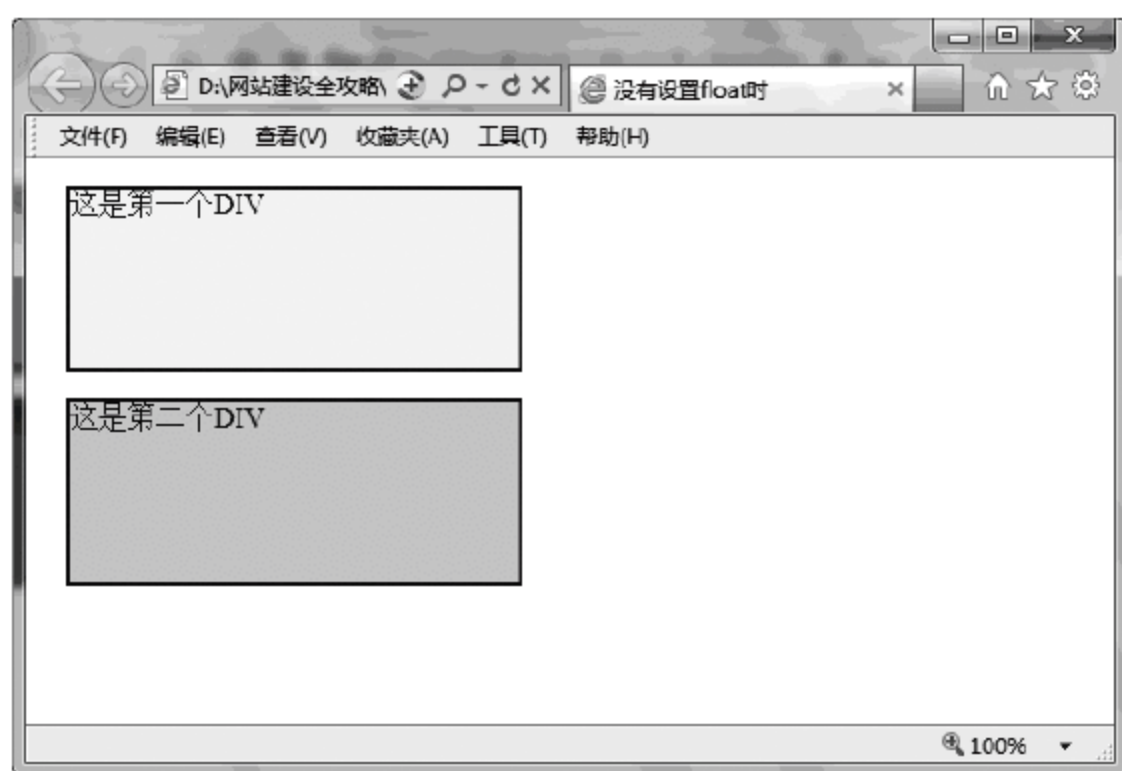 D:\网站建设全攻略\
没有设置float时
文件(F) 编辑(E) 查看(V) 收藏夹(A) 工具(T) 帮助(H)
这是第一个DIV
这是第二个DIV
100%